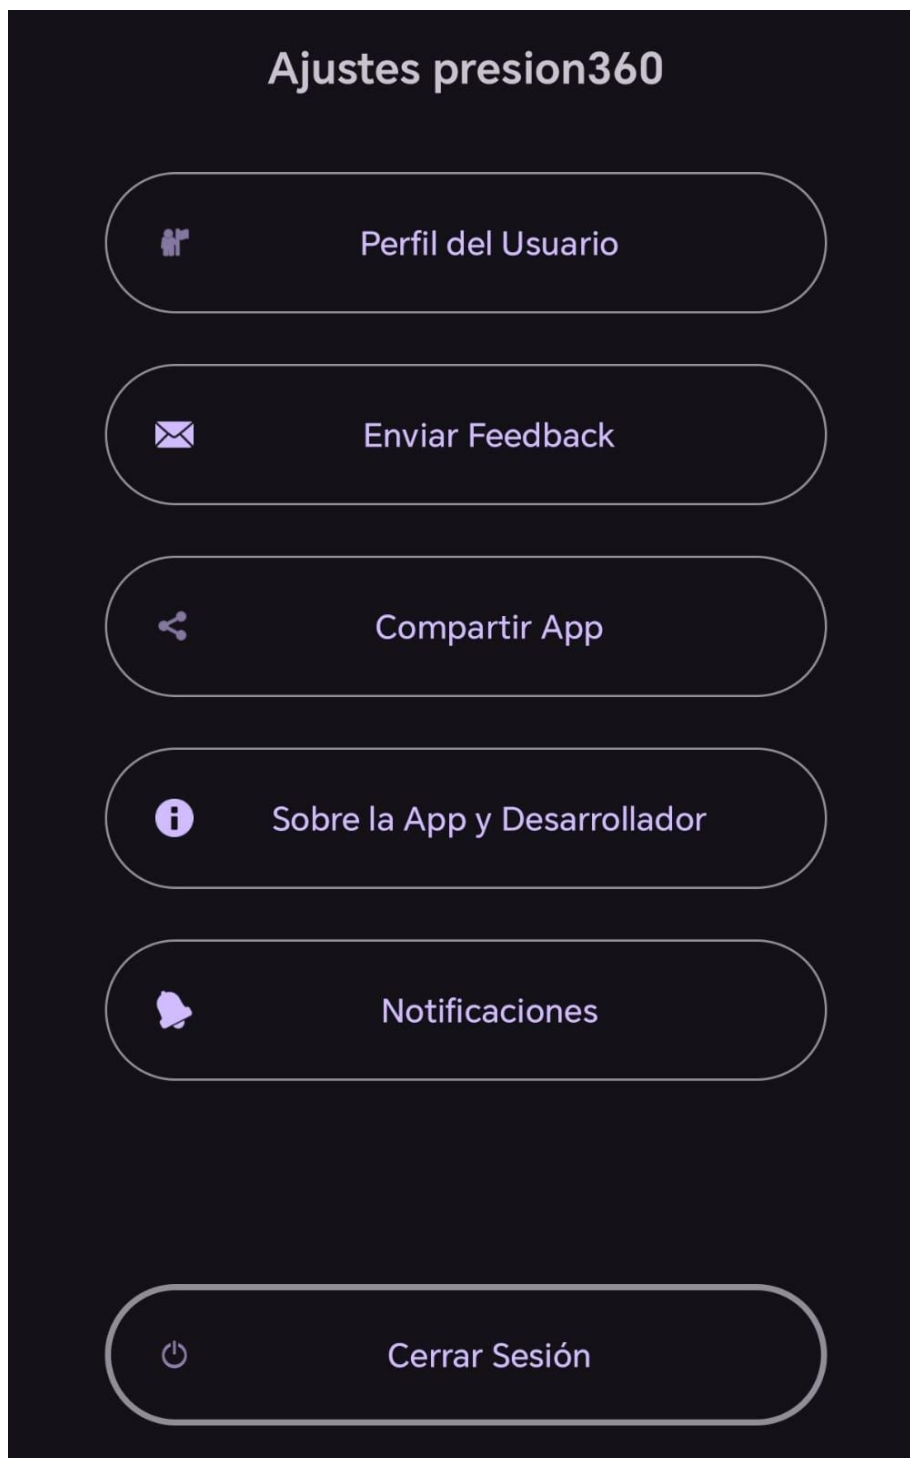 Ajustes presion360
Perfil del Usuario
Enviar Feedback
Compartir App
Sobre la App y Desarrollador
Notificaciones
Cerrar Sesión